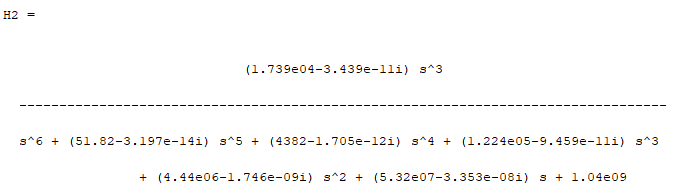 H2 =
(1.739e04-3.439e-11i) s^3
---------------------------------------------------------------------------------
s^6 + (51.82-3.197e-14i) s^5 + (4382-1.705e-12i) s^4 + (1.224e05-9.459e-11i) s^3
+ (4.44e06-1.746e-09i) s^2 + (5.32e07-3.353e-08i) s + 1.04e09